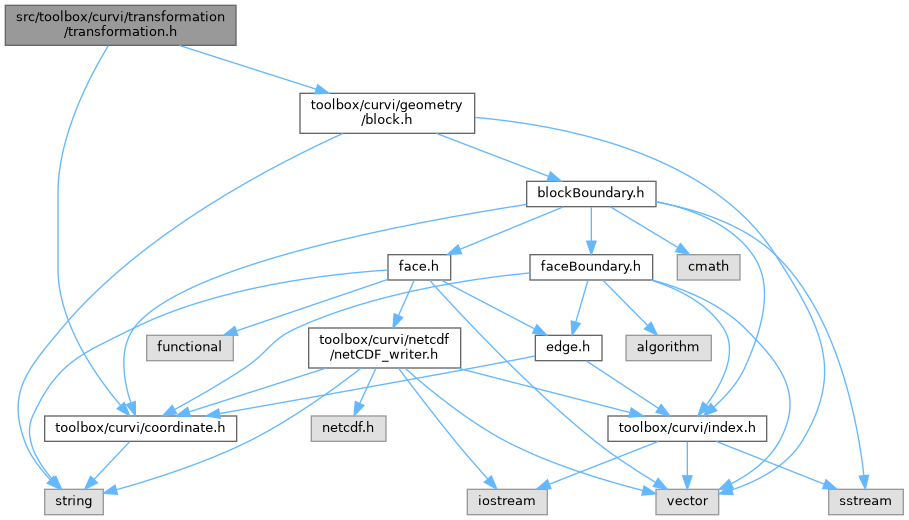 src/toolbox/curvi/transformation
/transformation.h
toolbox/curvi/geometry
/block.h
blockBoundary.h
face.h
faceBoundary.h
cmath
functional
toolbox/curvi/netcdf
/netCDF_writer.h
edge.h
algorithm
toolbox/curvi/coordinate.h
netcdf.h
toolbox/curvi/index.h
string
iostream
vector
sstream